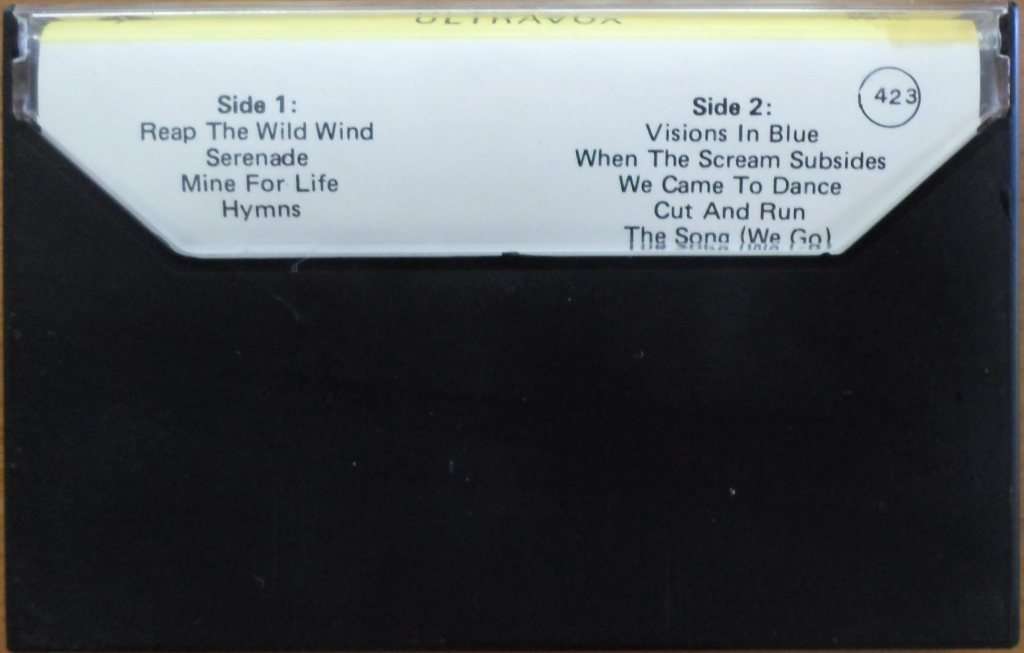 ULTRAVOX
Side 1:
Reap The Wild Wind
Serenade
Mine For Life
Hymns
Side 2:
Visions In Blue
When The Scream Subsides
We Came To Dance
Cut And Run
The Song (We Go)
423